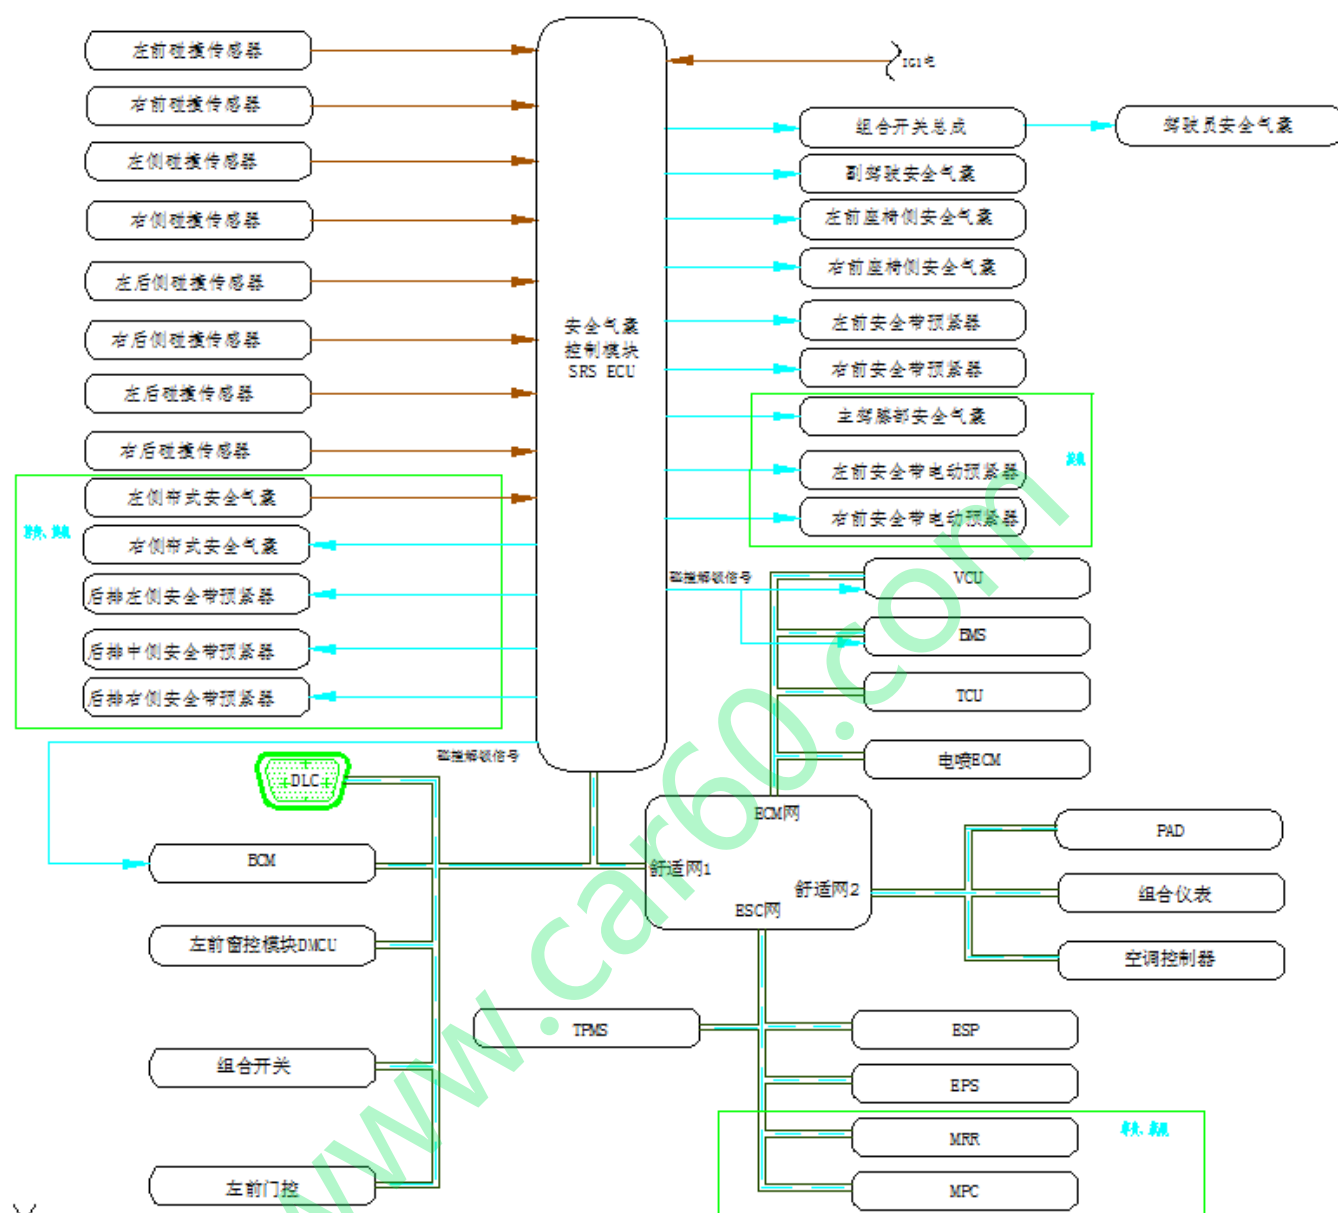 左前碰撞传感器
IG1电
右前碰撞传感器
组合开关总成
驾驶员安全气囊
左侧碰撞传感器
副驾驶安全气囊
右侧碰撞传感器
左前座椅侧安全气囊
左后侧碰撞传感器
右前座椅侧安全气囊
右后侧碰撞传感器
左前安全带预紧器
安全气囊
控制模块
SRS ECU
右前安全带预紧器
左后碰撞传感器
主驾膝部安全气囊
右后碰撞传感器
左前安全带电动预紧器
左侧帘式安全气囊
右前安全带电动预紧器
右侧帘式安全气囊
后排左侧安全带预紧器
碰撞解锁信号
VCU
后排中侧安全带预紧器
BMS
后排右侧安全带预紧器
TCU
碰撞解锁信号
电喷ECM
DLC
ECM网
PAD
BCM
舒适网1
舒适网2
组合仪表
ESC网
左前窗控模块DMCU
空调控制器
TPMS
ESP
组合开关
EPS
MRR
左前门控
MPC
www.car60.com